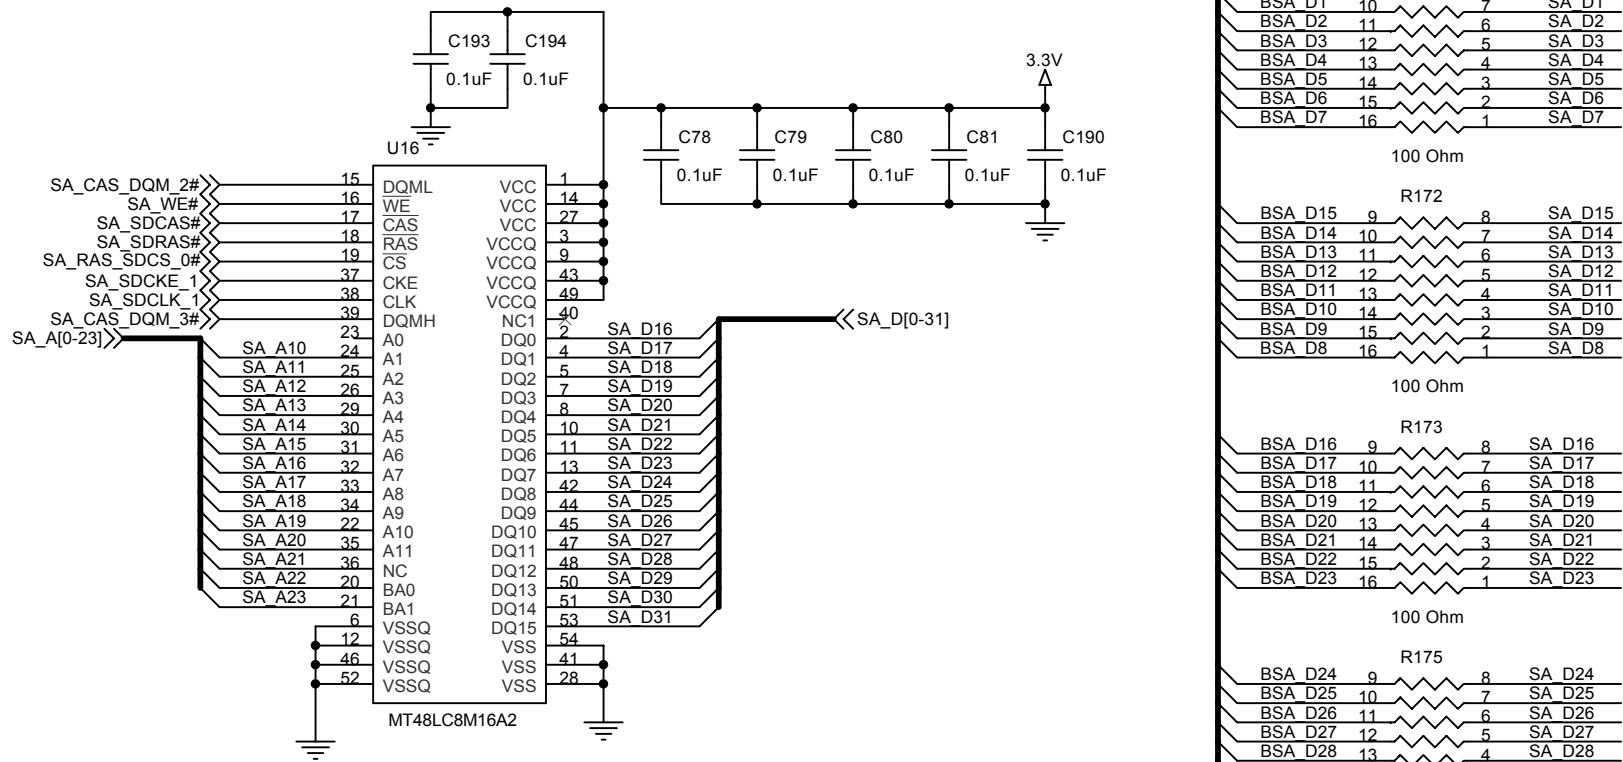 C193 C194
0.1uF 0.1uF
3.3V
C78 C79 C80 C81 C190
0.1uF 0.1uF 0.1uF 0.1uF 0.1uF
U16
SA_CAS_DQM_2# 15 DQML VCC 1
SA_WE# 16 WE VCC 14
SA_SDCAS# 17 CAS VCC 27
SA_SDRAS# 18 RAS VCCQ 3
SA_RAS_SDCS_0# 19 CS VCCQ 9
SA_SDCKE_1 37 CKE VCCQ 43
SA_SDCLK_1 38 CLK VCCQ 49
SA_CAS_DQM_3# 39 DQMH NC1 40 SA_D[0-31]
SA_A[0-23] 23 A0 DQ0 2 SA_D16
SA_A10 24 A1 DQ1 4 SA_D17
SA_A11 25 A2 DQ2 5 SA_D18
SA_A12 26 A3 DQ3 7 SA_D19
SA_A13 29 A4 DQ4 8 SA_D20
SA_A14 30 A5 DQ5 10 SA_D21
SA_A15 31 A6 DQ6 11 SA_D22
SA_A16 32 A7 DQ7 13 SA_D23
SA_A17 33 A8 DQ8 42 SA_D24
SA_A18 34 A9 DQ9 44 SA_D25
SA_A19 22 A10 DQ10 45 SA_D26
SA_A20 35 A11 DQ11 47 SA_D27
SA_A21 36 NC DQ12 48 SA_D28
SA_A22 20 BA0 DQ13 50 SA_D29
SA_A23 21 BA1 DQ14 51 SA_D30
6 VSSQ DQ15 53 SA_D31
12 VSSQ VSS 54
46 VSSQ VSS 41
52 VSSQ VSS 28
MT48LC8M16A2
BSA_D1 10 7 SA_D1
BSA_D2 11 6 SA_D2
BSA_D3 12 5 SA_D3
BSA_D4 13 4 SA_D4
BSA_D5 14 3 SA_D5
BSA_D6 15 2 SA_D6
BSA_D7 16 1 SA_D7
100 Ohm
R172
BSA_D15 9 8 SA_D15
BSA_D14 10 7 SA_D14
BSA_D13 11 6 SA_D13
BSA_D12 12 5 SA_D12
BSA_D11 13 4 SA_D11
BSA_D10 14 3 SA_D10
BSA_D9 15 2 SA_D9
BSA_D8 16 1 SA_D8
100 Ohm
R173
BSA_D16 9 8 SA_D16
BSA_D17 10 7 SA_D17
BSA_D18 11 6 SA_D18
BSA_D19 12 5 SA_D19
BSA_D20 13 4 SA_D20
BSA_D21 14 3 SA_D21
BSA_D22 15 2 SA_D22
BSA_D23 16 1 SA_D23
100 Ohm
R175
BSA_D24 9 8 SA_D24
BSA_D25 10 7 SA_D25
BSA_D26 11 6 SA_D26
BSA_D27 12 5 SA_D27
BSA_D28 13 4 SA_D28